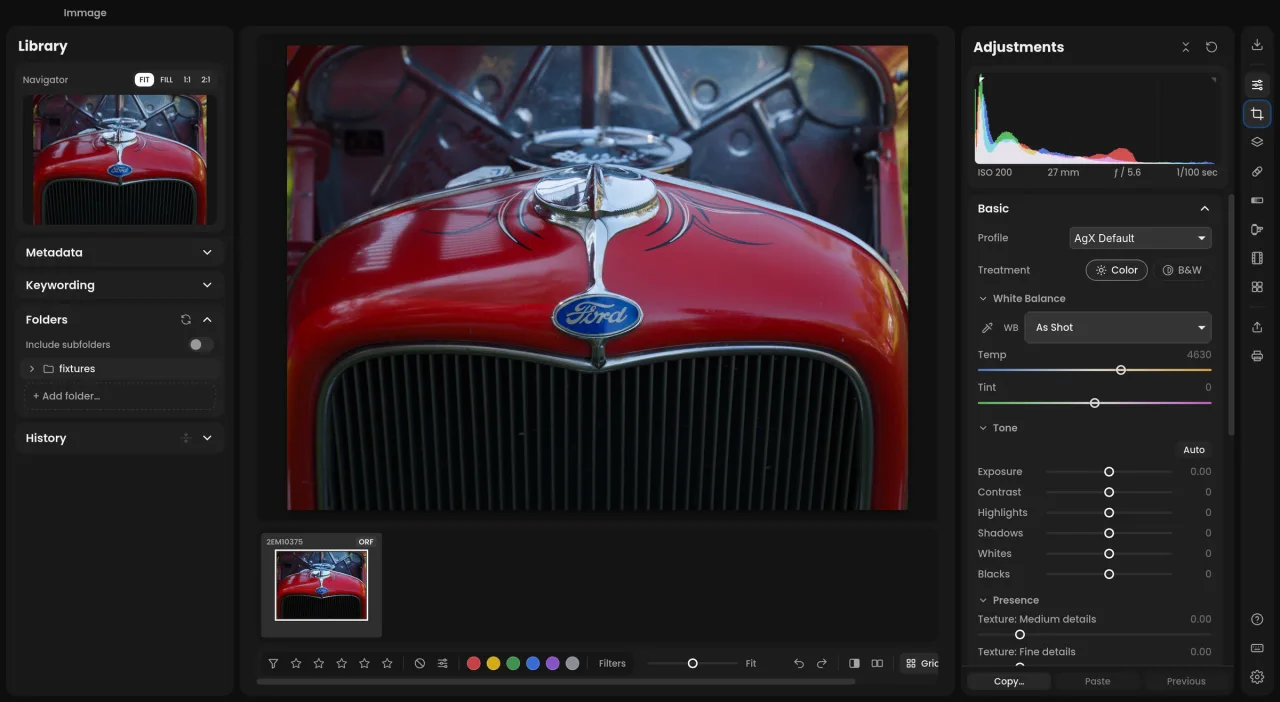 Immage
Library
Navigator
FIT FILL 1:1 2:1
Metadata
Keywording
Folders
Include subfolders
fixtures
+ Add folder...
History
Ford
2EM10375 ORF
Filters
Fit
Grid
Adjustments
ISO 200 27 mm ƒ / 5.6 1/100 sec
Basic
Profile AgX Default
Treatment Color B&W
White Balance
WB As Shot
Temp 4630
Tint 0
Tone
Auto
Exposure 0.00
Contrast 0
Highlights 0
Shadows 0
Whites 0
Blacks 0
Presence
Texture: Medium details 0.00
Texture: Fine details 0.00
Copy... Paste Previous